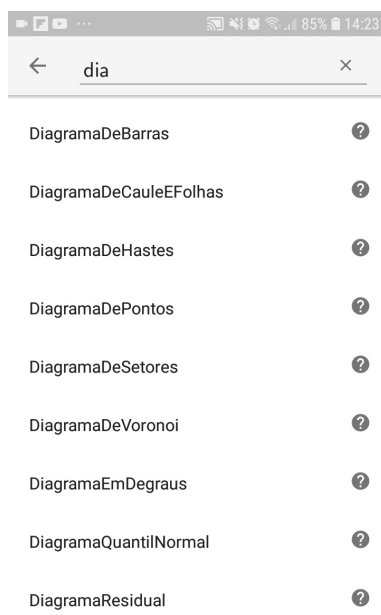 85% 14:23
dia
DiagramaDeBarras
DiagramaDeCauleEFolhas
DiagramaDeHastes
DiagramaDePontos
DiagramaDeSetores
DiagramaDeVoronoi
DiagramaEmDegraus
DiagramaQuantilNormal
DiagramaResidual